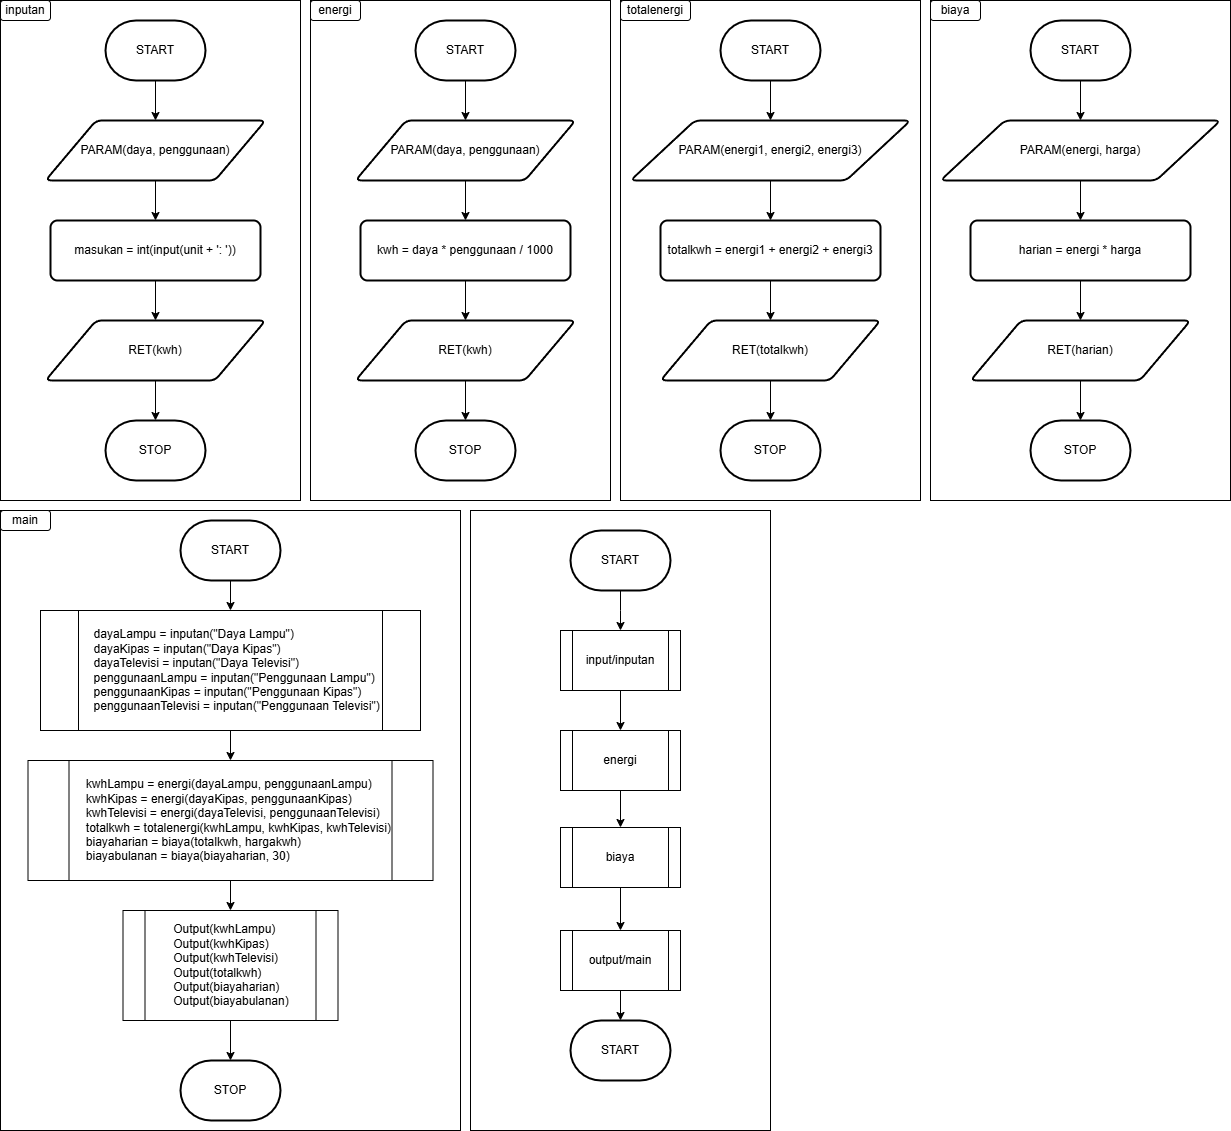 inputan
START
PARAM(daya, penggunaan)
masukan = int(input(unit + ': '))
RET(kwh)
STOP
energi
START
PARAM(daya, penggunaan)
kwh = daya * penggunaan / 1000
RET(kwh)
STOP
totalenergi
START
PARAM(energi1, energi2, energi3)
totalkwh = energi1 + energi2 + energi3
RET(totalkwh)
STOP
biaya
START
PARAM(energi, harga)
harian = energi * harga
RET(harian)
STOP
main
START
dayaLampu = inputan("Daya Lampu")
dayaKipas = inputan("Daya Kipas")
dayaTelevisi = inputan("Daya Televisi")
penggunaanLampu = inputan("Penggunaan Lampu")
penggunaanKipas = inputan("Penggunaan Kipas")
penggunaanTelevisi = inputan("Penggunaan Televisi")
kwhLampu = energi(dayaLampu, penggunaanLampu)
kwhKipas = energi(dayaKipas, penggunaanKipas)
kwhTelevisi = energi(dayaTelevisi, penggunaanTelevisi)
totalkwh = totalenergi(kwhLampu, kwhKipas, kwhTelevisi)
biayaharian = biaya(totalkwh, hargakwh)
biayabulanan = biaya(biayaharian, 30)
Output(kwhLampu)
Output(kwhKipas)
Output(kwhTelevisi)
Output(totalkwh)
Output(biayaharian)
Output(biayabulanan)
STOP
START
input/inputan
energi
biaya
output/main
START